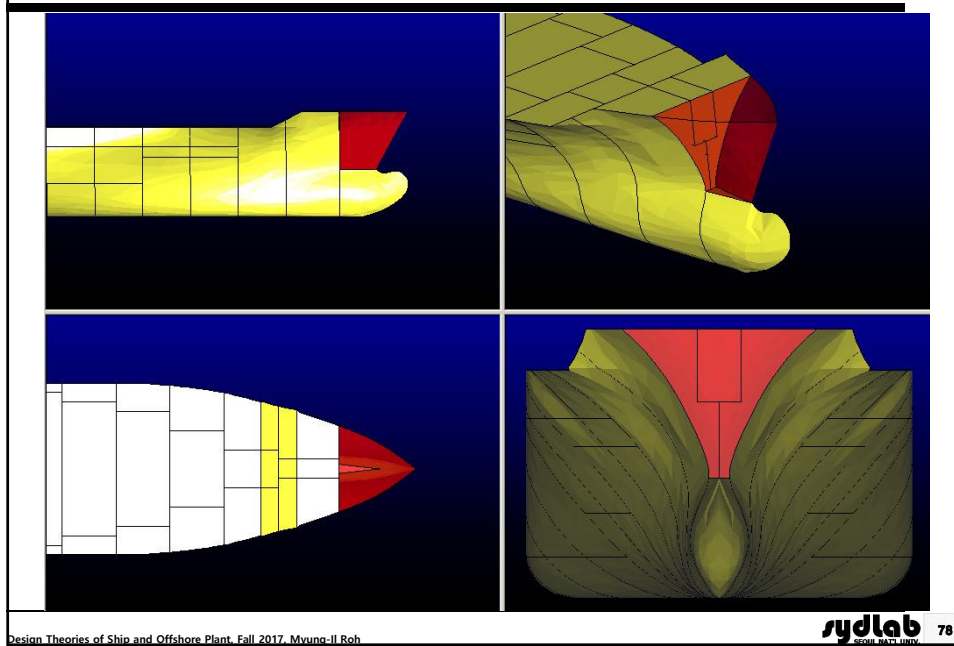 Design Theories of Ship and Offshore Plant, Fall 2017, Myung-Il Roh
sydlab
SEOUL NAT'L UNIV.
78